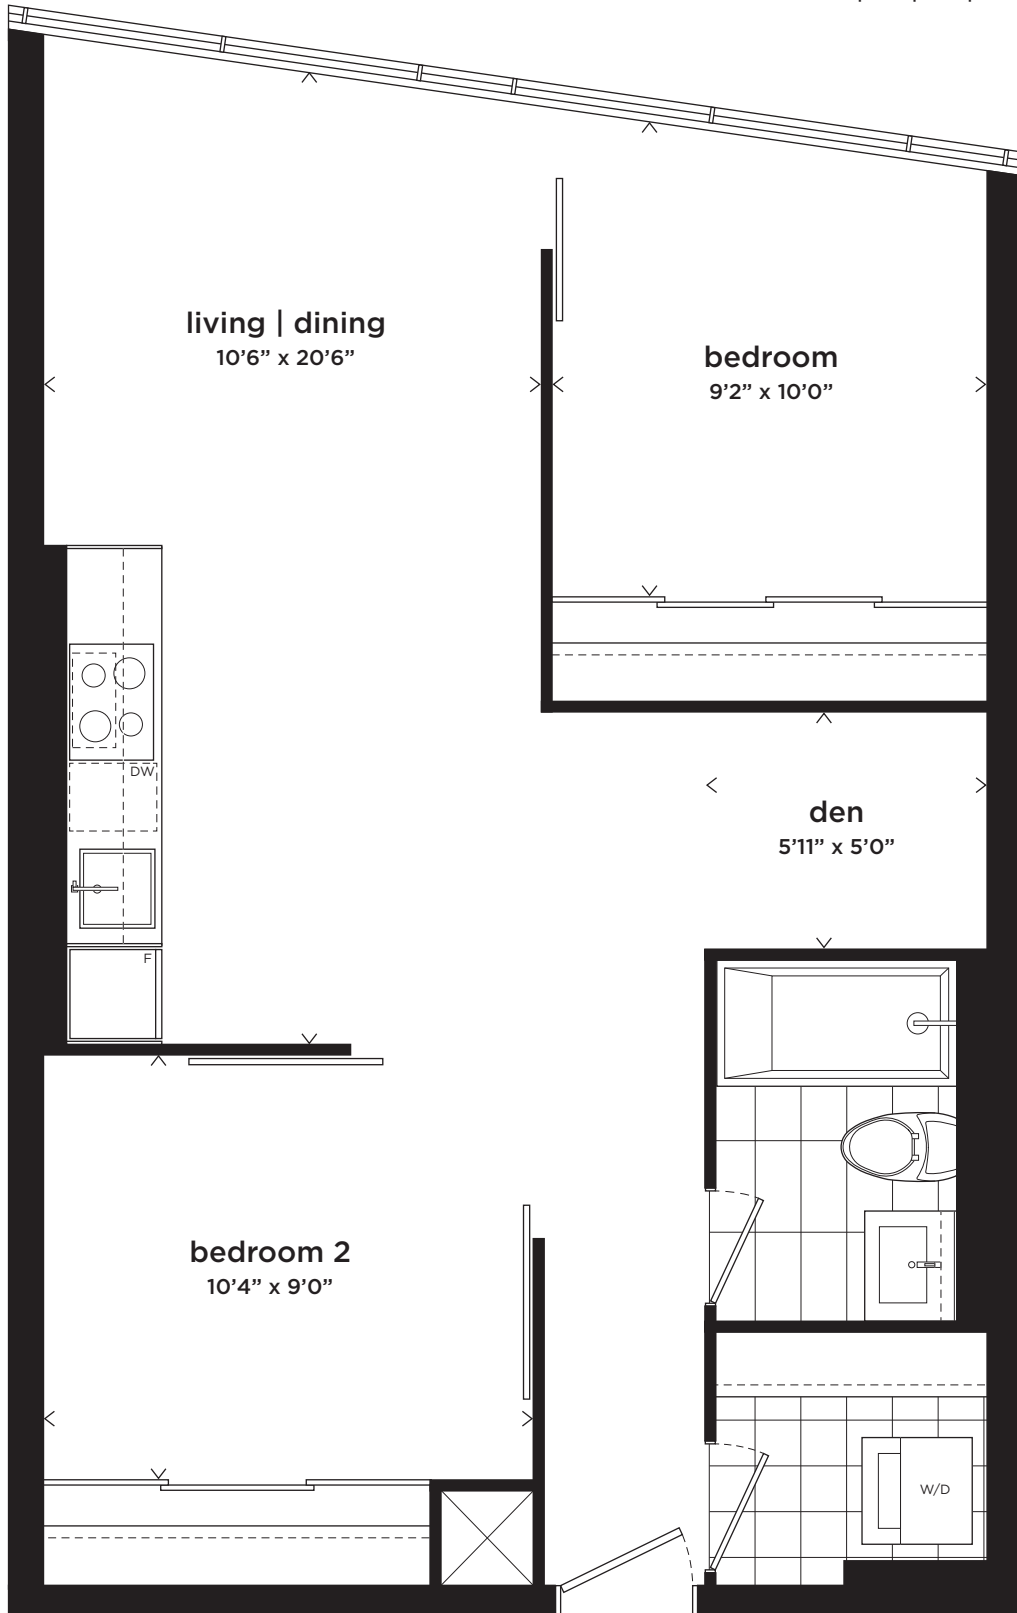 living | dining
10’6” x 20’6”
bedroom
9’2” x 10’0”
DW
den
5’11” x 5’0”
F
bedroom 2
10’4” x 9’0”
W/D